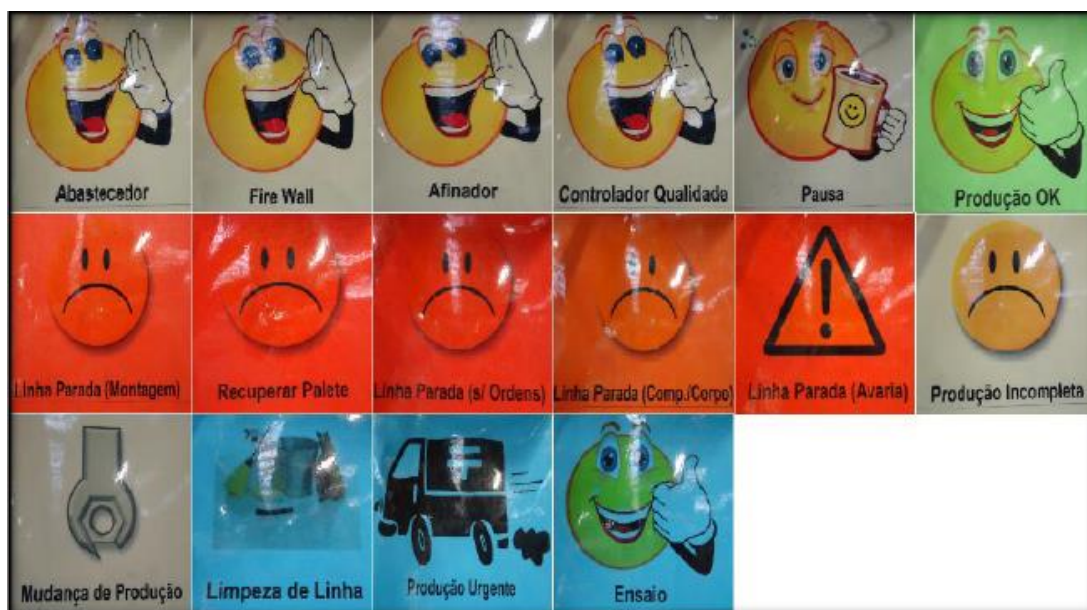 Abastecedor
Fire Wall
Afinador
Controlador Qualidade
Pausa
Produção OK
Linha Parada (Montagem)
Recuperar Palete
Linha Parada (s/ Ordens)
Linha Parada (Comp./Corpo)
Linha Parada (Avaria)
Produção Incompleta
Mudança de Produção
Limpeza de Linha
Produção Urgente
Ensaio